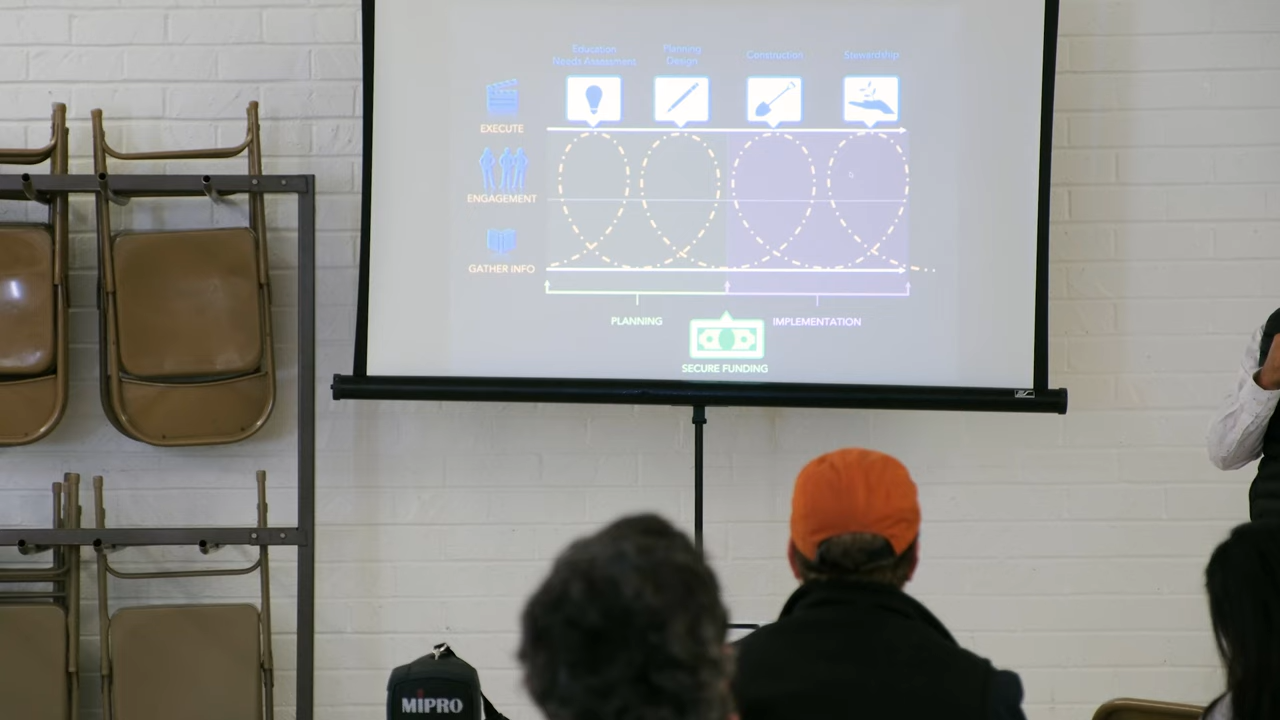 Education
Needs Assessment
Planning
Design
Construction
Stewardship
EXECUTE
ENGAGEMENT
GATHER INFO
PLANNING
IMPLEMENTATION
SECURE FUNDING
MIPRO